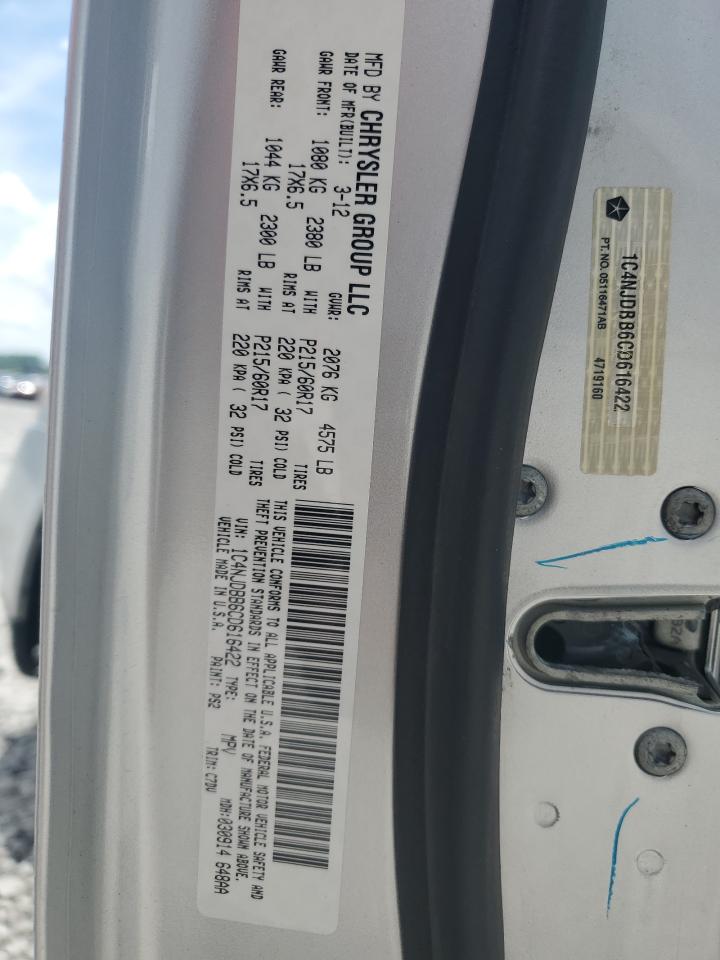 MFD BY CHRYSLER GROUP LLC
DATE OF MFR(BUILT): 3-12 GVWR: 2076 KG 4575 LB
GAWR FRONT: 1080 KG 2380 LB WITH P215/60R17 TIRES
17X6.5 RIMS AT 220 KPA ( 32 PSI) COLD
GAWR REAR: 1044 KG 2300 LB WITH P215/60R17 TIRES
17X6.5 RIMS AT 220 KPA ( 32 PSI) COLD
THIS VEHICLE CONFORMS TO ALL APPLICABLE U.S.A. FEDERAL MOTOR VEHICLE SAFETY AND
THEFT PREVENTION STANDARDS IN EFFECT ON THE DATE OF MANUFACTURE SHOWN ABOVE.
VIN: 1C4NJDBB6CD616422 TYPE: MPV MDH:030914 648AA
VEHICLE MADE IN U.S.A. PAINT: PS2 TRIM: C7DV
1C4NJDBB6CD616422
PT. NO. 05116471AB 4719160